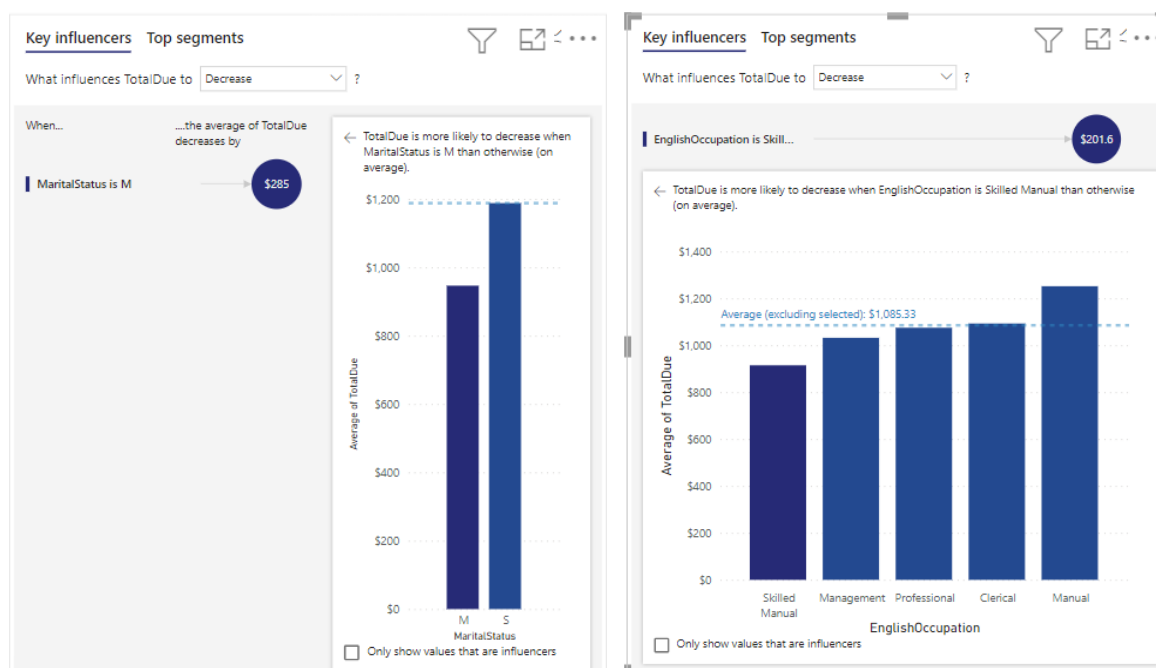 Key influencers Top segments
What influences TotalDue to Decrease ?
When...
....the average of TotalDue
decreases by
MaritalStatus is M
$285
TotalDue is more likely to decrease when
MaritalStatus is M than otherwise (on
average).
$1,200
$1,000
$800
$600
$400
$200
$0
Average of TotalDue
M S
MaritalStatus
Only show values that are influencers
Key influencers Top segments
What influences TotalDue to Decrease ?
EnglishOccupation is Skill...
$201.6
TotalDue is more likely to decrease when EnglishOccupation is Skilled Manual than otherwise
(on average).
$1,400
$1,200
Average (excluding selected): $1,085.33
$1,000
$800
$600
$400
$200
$0
Average of TotalDue
Skilled
Manual
Management
Professional
Clerical
Manual
EnglishOccupation
Only show values that are influencers